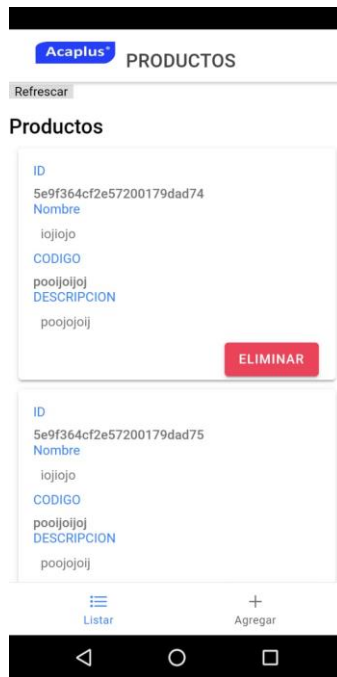 Acaplus+ PRODUCTOS
Refrescar
Productos
ID
5e9f364cf2e57200179dad74
Nombre
iojiojo
CODIGO
pooijoijoj
DESCRIPCION
poojojoij
ELIMINAR
ID
5e9f364cf2e57200179dad75
Nombre
iojiojo
CODIGO
pooijoijoj
DESCRIPCION
poojojoij
Listar
Agregar